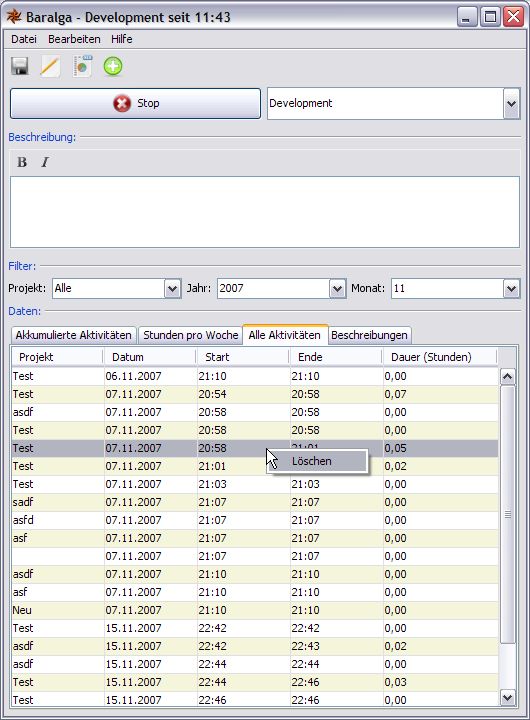 Baralga - Development seit 11:43
Datei Bearbeiten Hilfe
Stop Development
Beschreibung:
B I
Filter:
Projekt: Alle Jahr: 2007 Monat: 11
Daten:
Akkumulierte Aktivitäten Stunden pro Woche Alle Aktivitäten Beschreibungen
Projekt Datum Start Ende Dauer (Stunden)
Test 06.11.2007 21:10 21:10 0,00
Test 07.11.2007 20:54 20:58 0,07
asdf 07.11.2007 20:58 20:58 0,00
Test 07.11.2007 20:58 20:58 0,00
Test 07.11.2007 20:58 21:01 0,05
Löschen
Test 07.11.2007 21:01 0,02
Test 07.11.2007 21:03 21:03 0,00
sadf 07.11.2007 21:07 21:07 0,00
asfd 07.11.2007 21:07 21:07 0,00
asf 07.11.2007 21:07 21:07 0,00
07.11.2007 21:07 21:07 0,00
asdf 07.11.2007 21:10 21:10 0,00
asf 07.11.2007 21:10 21:10 0,00
Neu 07.11.2007 21:10 21:10 0,00
Test 15.11.2007 22:42 22:42 0,00
asdf 15.11.2007 22:42 22:43 0,02
asdf 15.11.2007 22:44 22:44 0,00
Test 15.11.2007 22:44 22:46 0,03
Test 15.11.2007 22:46 22:46 0,00